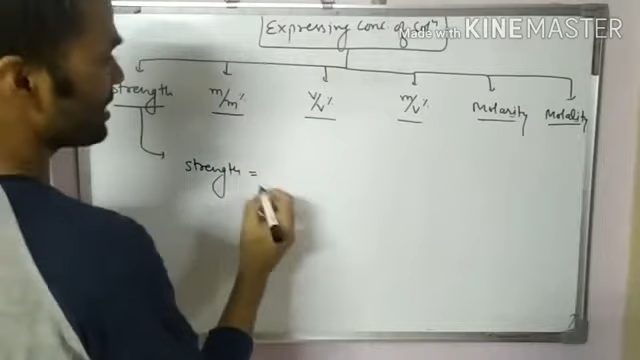 Expressing Conc. of Solⁿ
Made with KINEMASTER
Strength m/m % V/V % m/V % Molarity Molality
Strength =